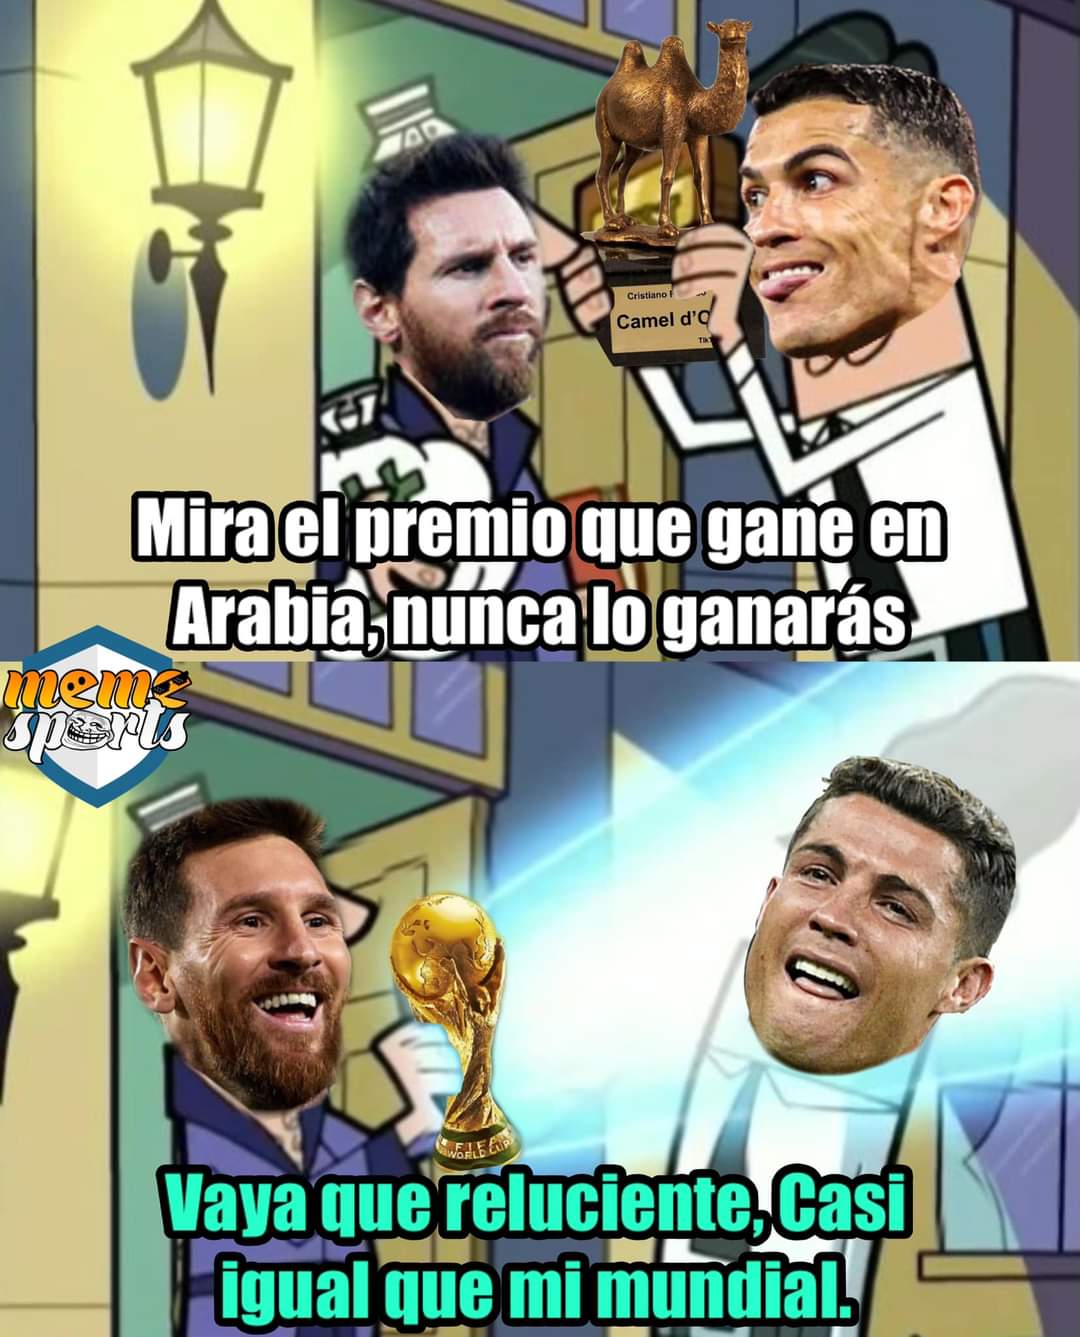 Cristiano
Camel d'O
Mira el premio que gane en
Arabia, nunca lo ganarás
meme
sports
FIFA
WORLD CUP
Vaya que reluciente, Casi
igual que mi mundial.